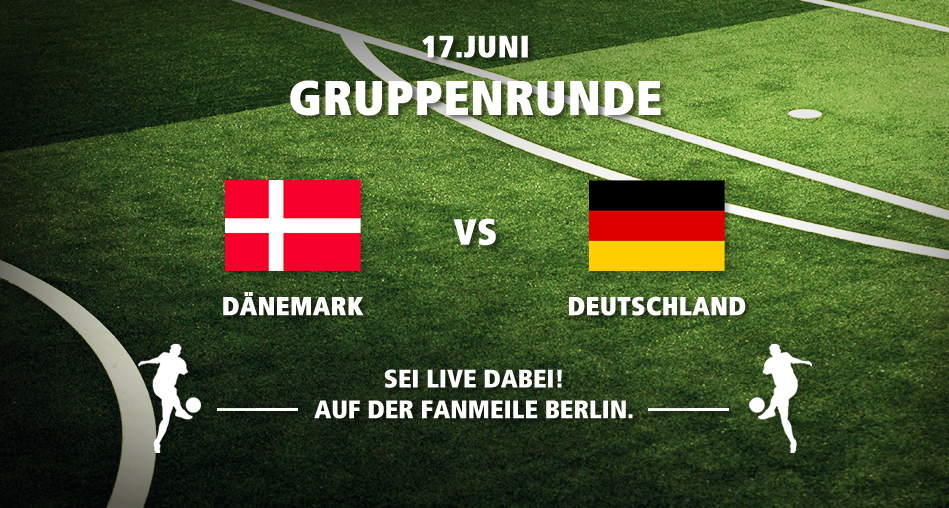 17.JUNI
GRUPPENRUNDE
VS
DÄNEMARK
DEUTSCHLAND
SEI LIVE DABEI!
AUF DER FANMEILE BERLIN.